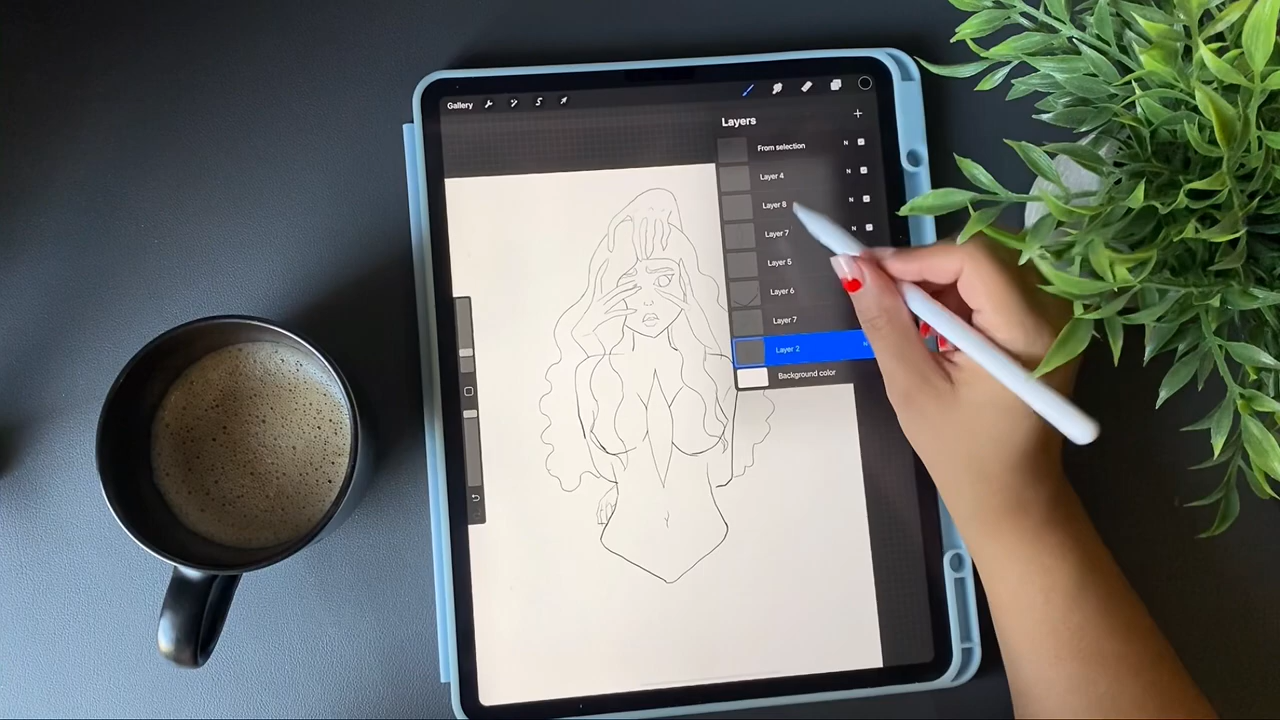 Gallery
Layers
From selection N
Layer 4 N
Layer 8 N
Layer 7 N
Layer 5
Layer 6
Layer 7
Layer 2 N
Background color